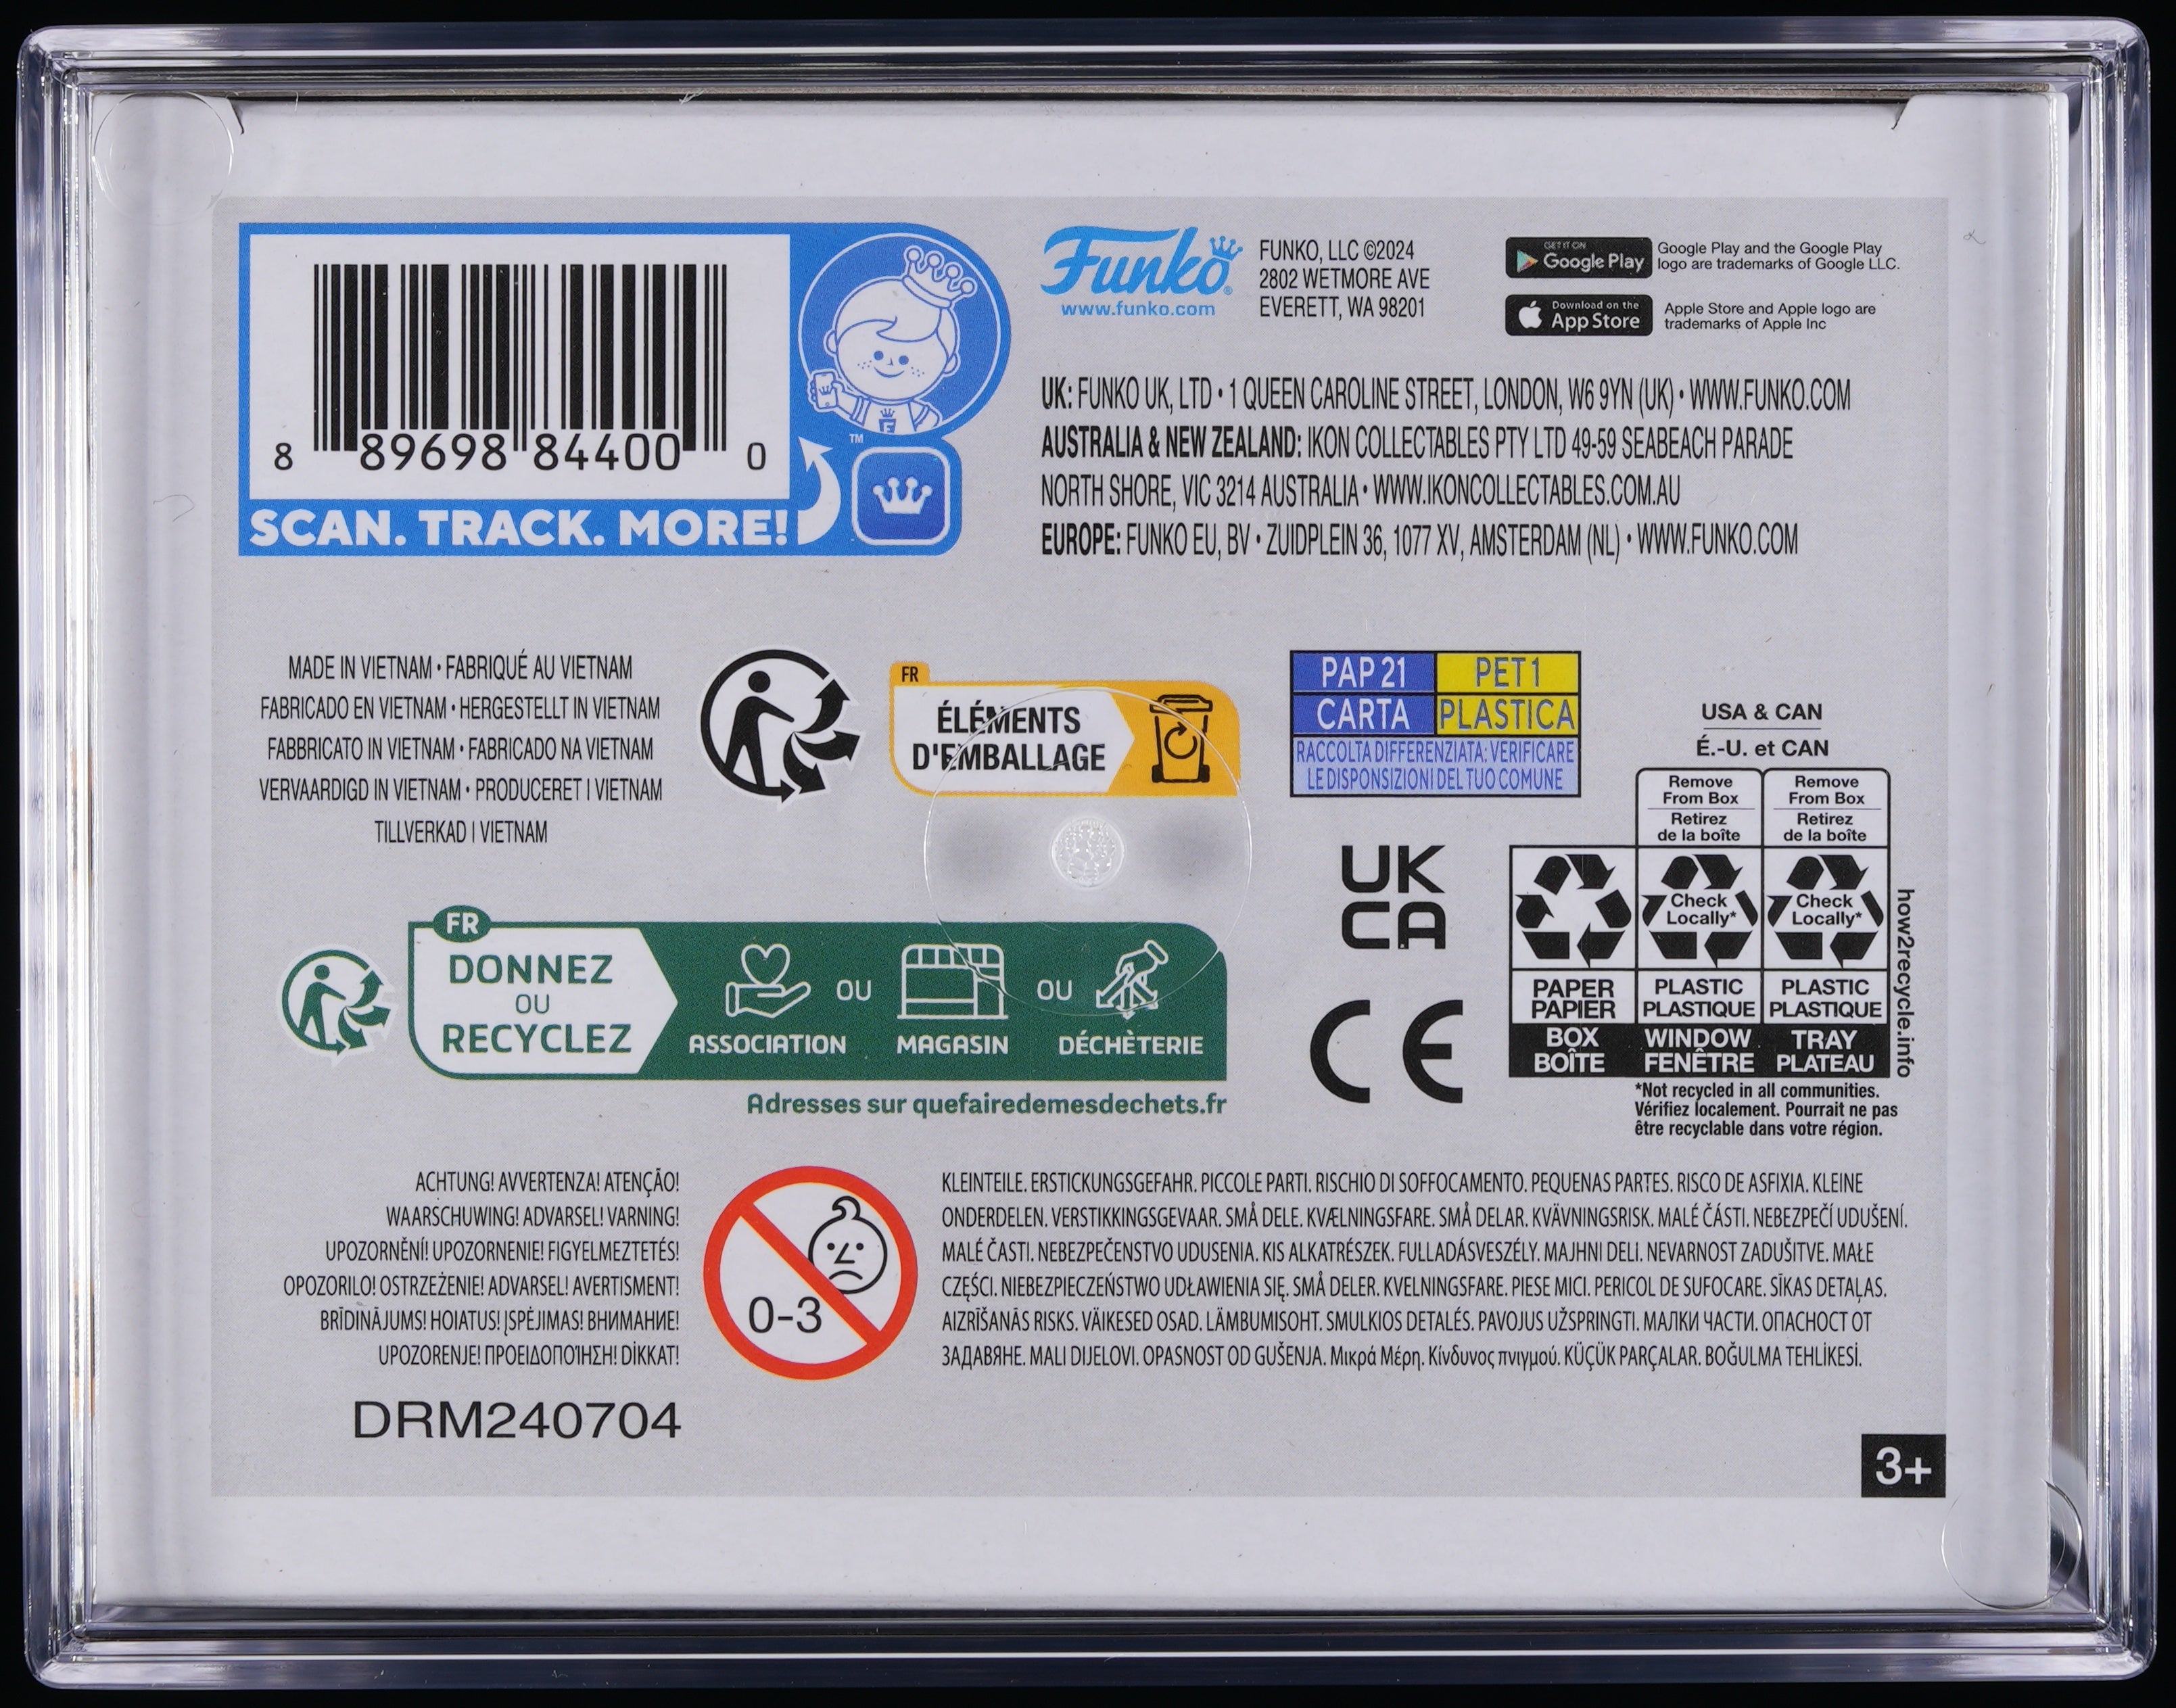 8 89698 84400 0
SCAN. TRACK. MORE!
TM
Funko®
www.funko.com
FUNKO, LLC ©2024
2802 WETMORE AVE
EVERETT, WA 98201
GET IT ON
Google Play
Google Play and the Google Play
logo are trademarks of Google LLC.
Download on the
App Store
Apple Store and Apple logo are
trademarks of Apple Inc
UK: FUNKO UK, LTD • 1 QUEEN CAROLINE STREET, LONDON, W6 9YN (UK) • WWW.FUNKO.COM
AUSTRALIA & NEW ZEALAND: IKON COLLECTABLES PTY LTD 49-59 SEABEACH PARADE
NORTH SHORE, VIC 3214 AUSTRALIA • WWW.IKONCOLLECTABLES.COM.AU
EUROPE: FUNKO EU, BV • ZUIDPLEIN 36, 1077 XV, AMSTERDAM (NL) • WWW.FUNKO.COM
MADE IN VIETNAM • FABRIQUÉ AU VIETNAM
FABRICADO EN VIETNAM • HERGESTELLT IN VIETNAM
FABBRICATO IN VIETNAM • FABRICADO NA VIETNAM
VERVAARDIGD IN VIETNAM • PRODUCERET I VIETNAM
TILLVERKAD I VIETNAM
FR
ÉLÉMENTS
D'EMBALLAGE
PAP 21 PET 1
CARTA PLASTICA
RACCOLTA DIFFERENZIATA: VERIFICARE
LE DISPONSIZIONI DEL TUO COMUNE
USA & CAN
É.-U. et CAN
Remove
From Box
Retirez
de la boîte
Remove
From Box
Retirez
de la boîte
Check
Locally*
Check
Locally*
PAPER
PAPIER
PLASTIC
PLASTIQUE
PLASTIC
PLASTIQUE
BOX
BOÎTE
WINDOW
FENÊTRE
TRAY
PLATEAU
how2recycle.info
*Not recycled in all communities.
Vérifiez localement. Pourrait ne pas
être recyclable dans votre région.
UK
CA
CE
FR
DONNEZ
OU
RECYCLEZ
ASSOCIATION
OU
MAGASIN
OU
DÉCHÈTERIE
Adresses sur quefairedemesdechets.fr
ACHTUNG! AVVERTENZA! ATENÇÃO!
WAARSCHUWING! ADVARSEL! VARNING!
UPOZORNĚNÍ! UPOZORNENIE! FIGYELMEZTETÉS!
OPOZORILO! OSTRZEŻENIE! ADVARSEL! AVERTISMENT!
BRĪDINĀJUMS! HOIATUS! ĮSPĖJIMAS! ВНИМАНИЕ!
UPOZORENJE! ΠΡΟΕΙΔΟΠΟΊΗΣΗ! DİKKAT!
0-3
KLEINTEILE. ERSTICKUNGSGEFAHR. PICCOLE PARTI. RISCHIO DI SOFFOCAMENTO. PEQUENAS PARTES. RISCO DE ASFIXIA. KLEINE
ONDERDELEN. VERSTIKKINGSGEVAAR. SMÅ DELE. KVÆLNINGSFARE. SMÅ DELAR. KVÄVNINGSRISK. MALÉ ČÁSTI. NEBEZPEČÍ UDUŠENÍ.
MALÉ ČASTI. NEBEZPEČENSTVO UDUSENIA. KIS ALKATRÉSZEK. FULLADÁSVESZÉLY. MAJHNI DELI. NEVARNOST ZADUŠITVE. MAŁE
CZĘŚCI. NIEBEZPIECZEŃSTWO UDŁAWIENIA SIĘ. SMÅ DELER. KVELNINGSFARE. PIESE MICI. PERICOL DE SUFOCARE. SĪKAS DETAĻAS.
AIZRĪŠANĀS RISKS. VÄIKESED OSAD. LÄMBUMISOHT. SMULKIOS DETALĖS. PAVOJUS UŽSPRINGTI. МАЛКИ ЧАСТИ. ОПАСНОСТ ОТ
ЗАДАВЯНЕ. MALI DIJELOVI. OPASNOST OD GUŠENJA. Μικρά Μέρη. Κίνδυνος πνιγμού. KÜÇÜK PARÇALAR. BOĞULMA TEHLİKESİ.
DRM240704
3+